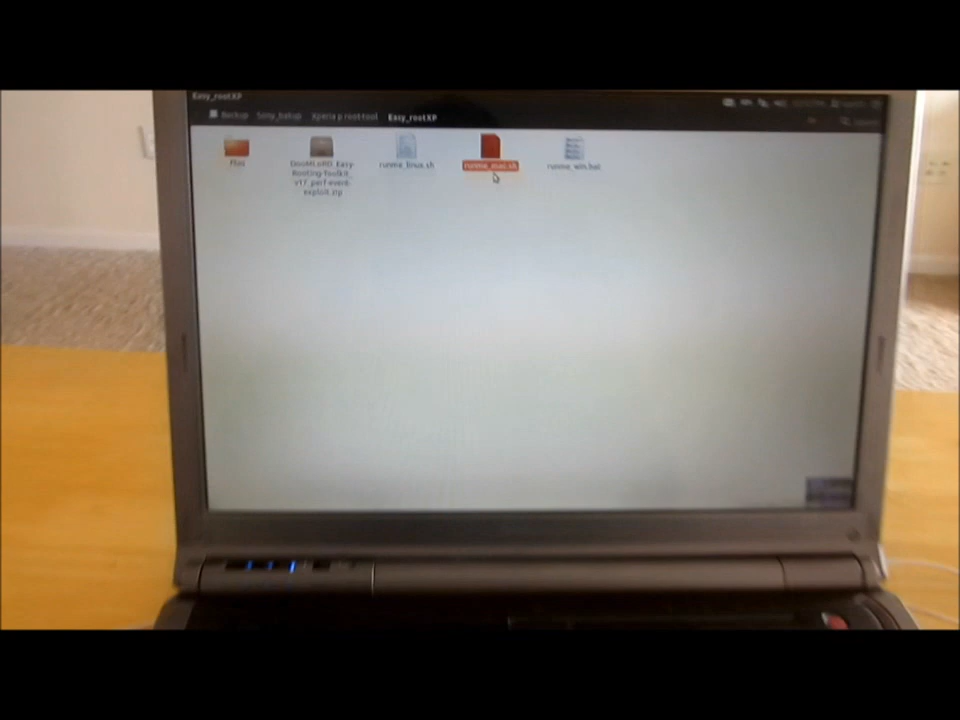 Easy_rootXP
Backup Sony_batup Xperia p root tool Easy_rootXP
files
DooMLoRD_Easy-
Rooting-Toolkit_
v17_perf-event-
exploit.zip
runme_linux.sh
runme_mac.sh
runme_win.bat